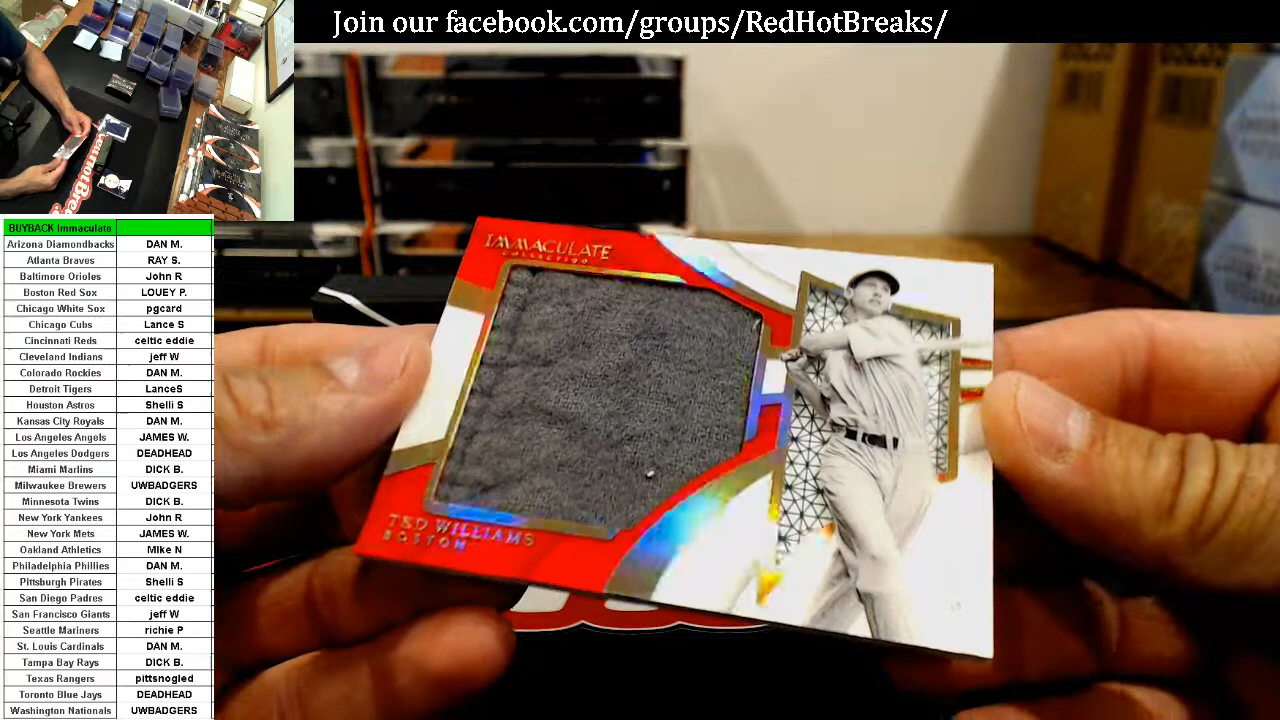 Join our facebook.com/groups/RedHotBreaks/
BUYBACK Immaculate
Arizona Diamondbacks DAN M.
Atlanta Braves RAY S.
Baltimore Orioles John R
Boston Red Sox LOUEY P.
Chicago White Sox pgcard
Chicago Cubs Lance S
Cincinnati Reds celtic eddie
Cleveland Indians jeff W
Colorado Rockies DAN M.
Detroit Tigers LanceS
Houston Astros Shelli S
Kansas City Royals DAN M.
Los Angeles Angels JAMES W.
Los Angeles Dodgers DEADHEAD
Miami Marlins DICK B.
Milwaukee Brewers UWBADGERS
Minnesota Twins DICK B.
New York Yankees John R
New York Mets JAMES W.
Oakland Athletics Mike N
Philadelphia Phillies DAN M.
Pittsburgh Pirates Shelli S
San Diego Padres celtic eddie
San Francisco Giants jeff W
Seattle Mariners richie P
St. Louis Cardinals DAN M.
Tampa Bay Rays DICK B.
Texas Rangers pittsnogled
Toronto Blue Jays DEADHEAD
Washington Nationals UWBADGERS
IMMACULATE
COLLECTION
TED WILLIAMS
BOSTON